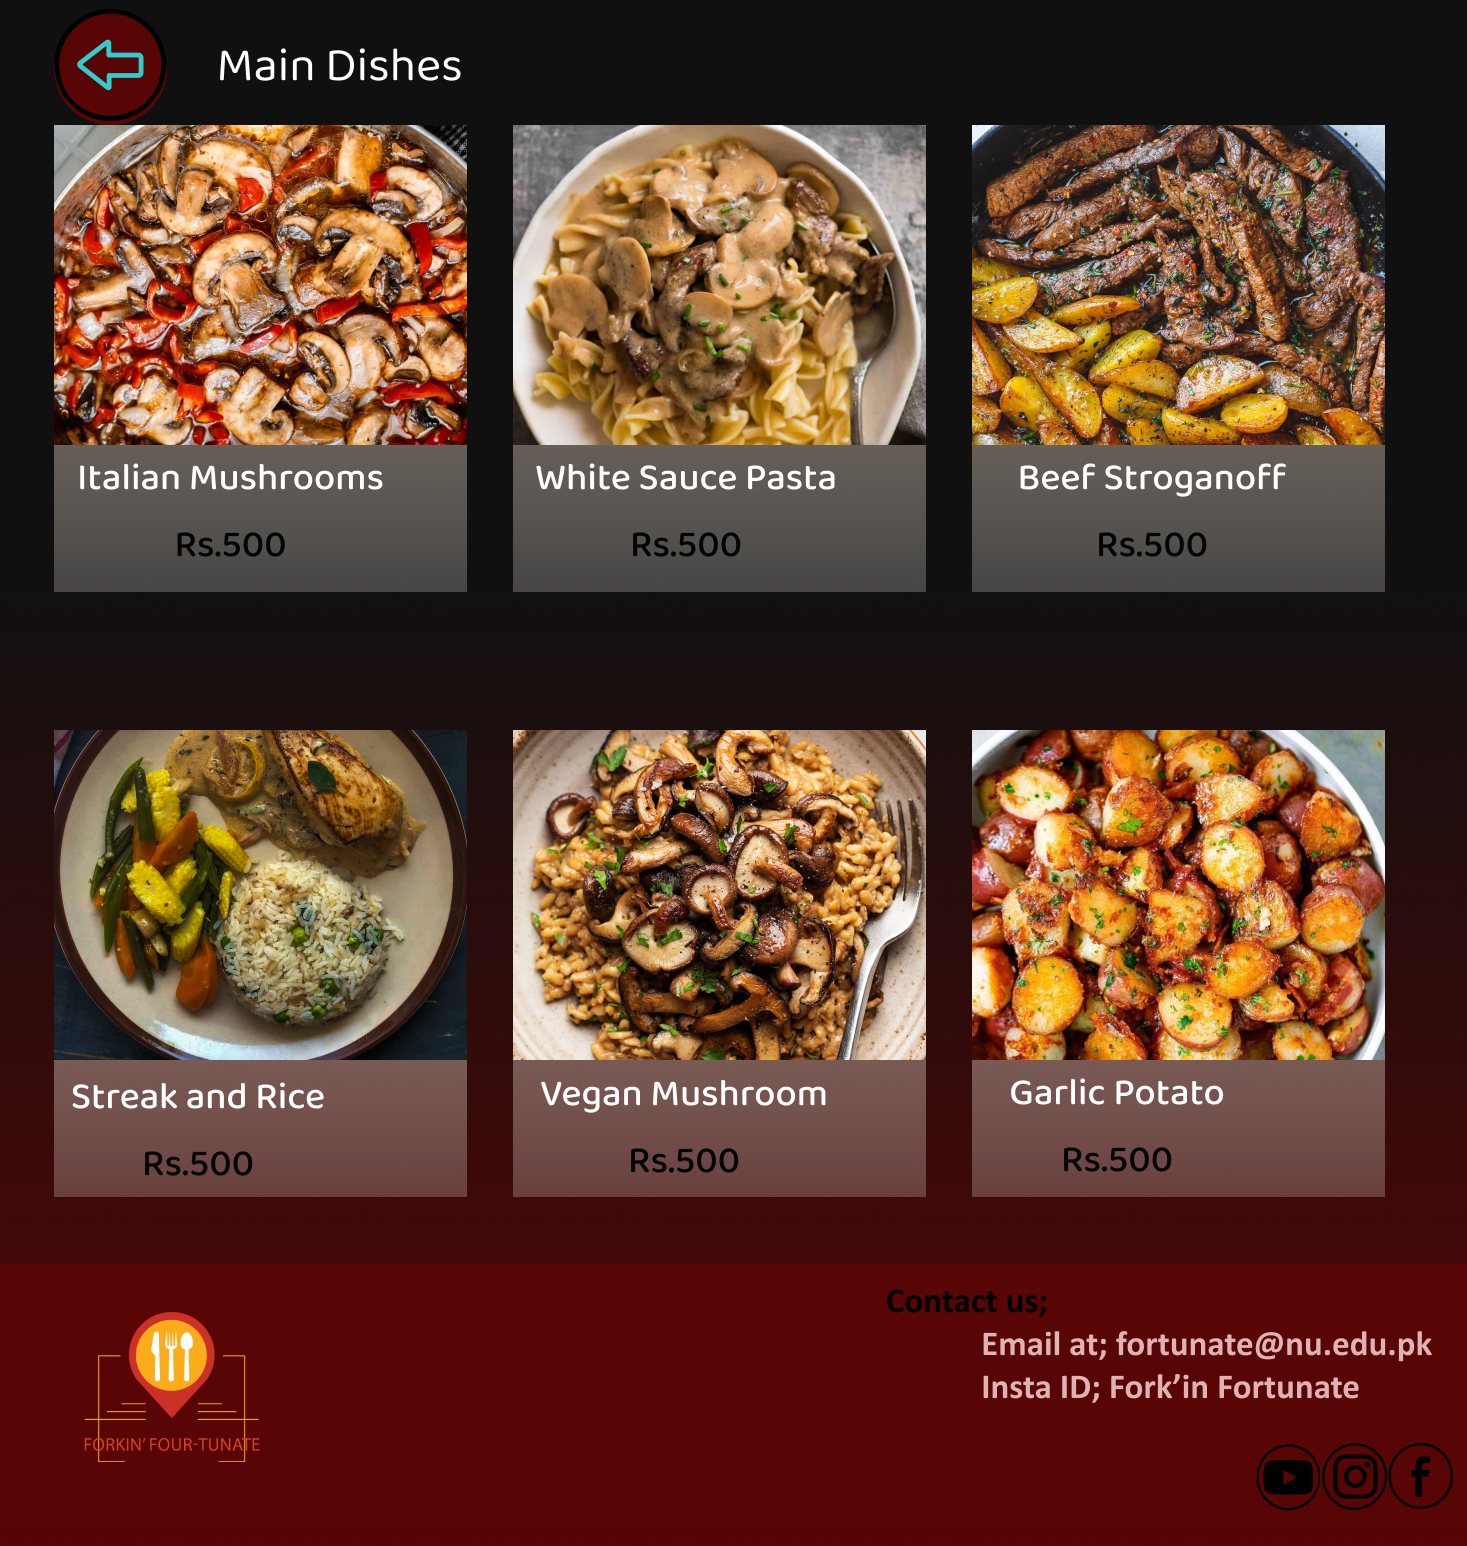 Main Dishes
Italian Mushrooms
White Sauce Pasta
Beef Stroganoff
Rs.500
Rs.500
Rs.500
Streak and Rice
Vegan Mushroom
Garlic Potato
Rs.500
Rs.500
Rs.500
Contact us;
Email at; fortunate@nu.edu.pk
Insta ID; Fork’in Fortunate
FORKIN’ FOUR-TUNATE